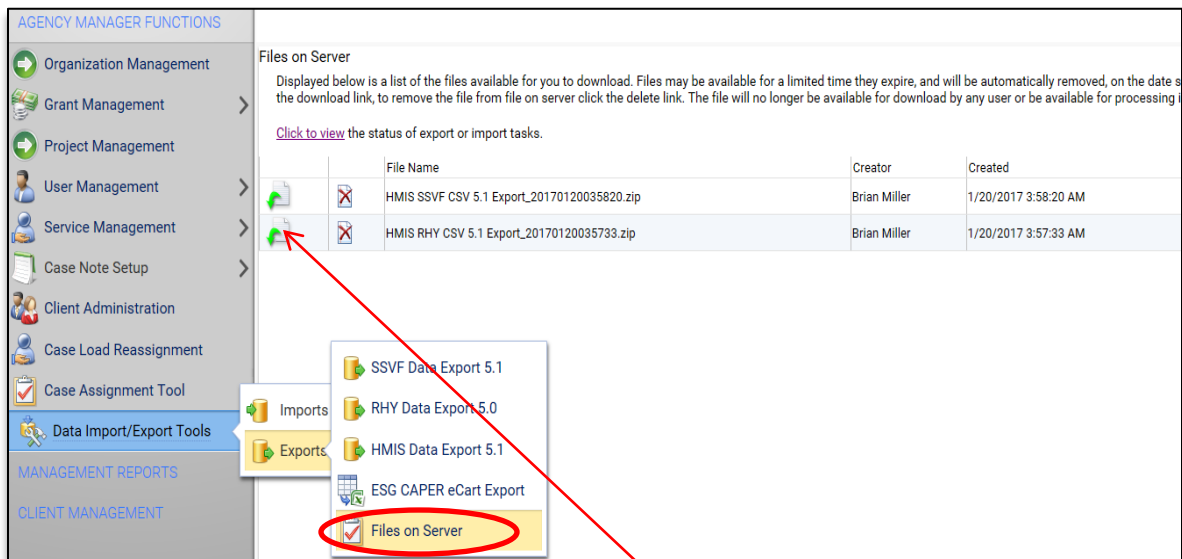 AGENCY MANAGER FUNCTIONS
Organization Management
Grant Management
Project Management
User Management
Service Management
Case Note Setup
Client Administration
Case Load Reassignment
Case Assignment Tool
Data Import/Export Tools
MANAGEMENT REPORTS
CLIENT MANAGEMENT
Files on Server
Displayed below is a list of the files available for you to download. Files may be available for a limited time they expire, and will be automatically removed, on the date s
the download link, to remove the file from file on server click the delete link. The file will no longer be available for download by any user or be available for processing i
Click to view the status of export or import tasks.
File Name Creator Created
HMIS SSVF CSV 5.1 Export_20170120035820.zip Brian Miller 1/20/2017 3:58:20 AM
HMIS RHY CSV 5.1 Export_20170120035733.zip Brian Miller 1/20/2017 3:57:33 AM
Imports
Exports
SSVF Data Export 5.1
RHY Data Export 5.0
HMIS Data Export 5.1
ESG CAPER eCart Export
Files on Server